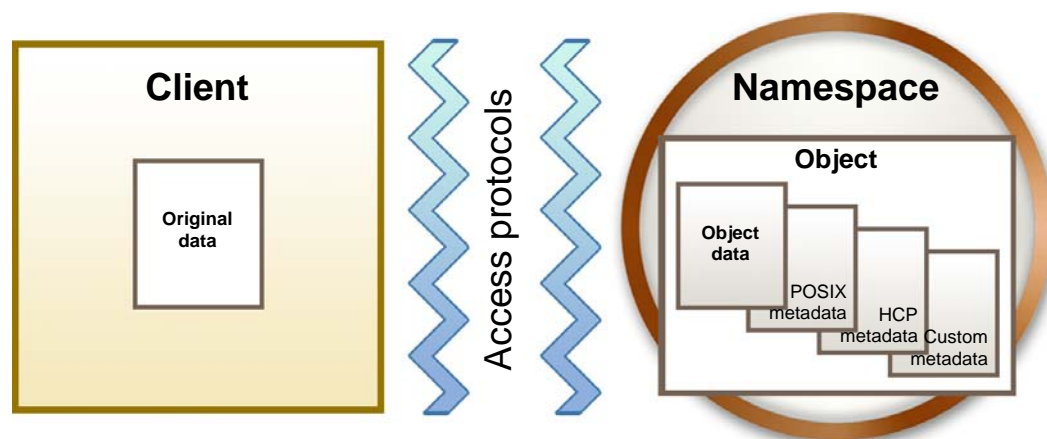 Client
Original
data
Access protocols
Namespace
Object
Object
data
POSIX
metadata
HCP
metadata
Custom
metadata